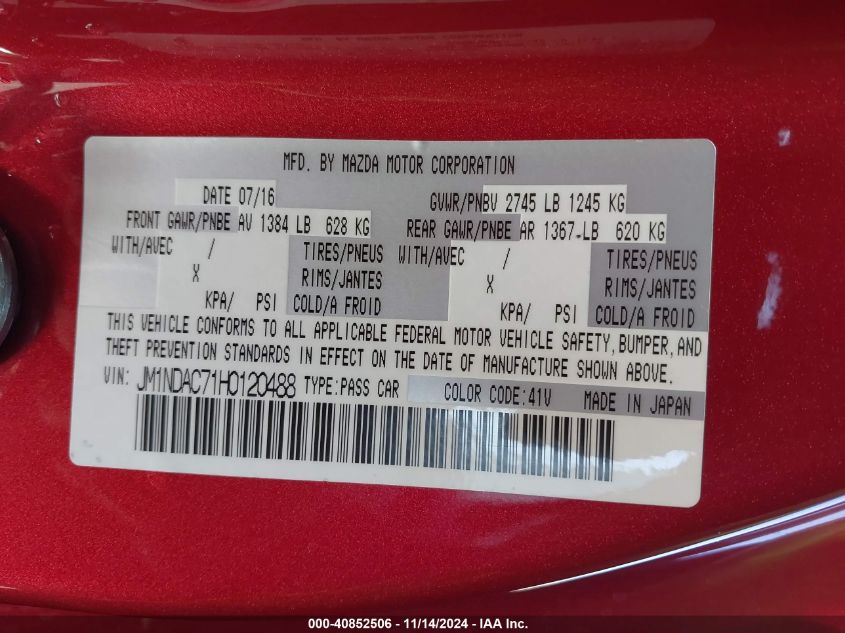 MFD. BY MAZDA MOTOR CORPORATION
DATE 07/16 GVWR/PNBV 2745 LB 1245 KG
FRONT GAWR/PNBE AV 1384 LB 628 KG REAR GAWR/PNBE AR 1367 LB 620 KG
WITH/AVEC / TIRES/PNEUS WITH/AVEC / TIRES/PNEUS
X RIMS/JANTES X RIMS/JANTES
KPA/ PSI COLD/A FROID KPA/ PSI COLD/A FROID
THIS VEHICLE CONFORMS TO ALL APPLICABLE FEDERAL MOTOR VEHICLE SAFETY, BUMPER, AND
THEFT PREVENTION STANDARDS IN EFFECT ON THE DATE OF MANUFACTURE SHOWN ABOVE.
VIN: JM1NDAC71H0120488 TYPE:PASS CAR COLOR CODE:41V MADE IN JAPAN
000-40852506 - 11/14/2024 - IAA Inc.